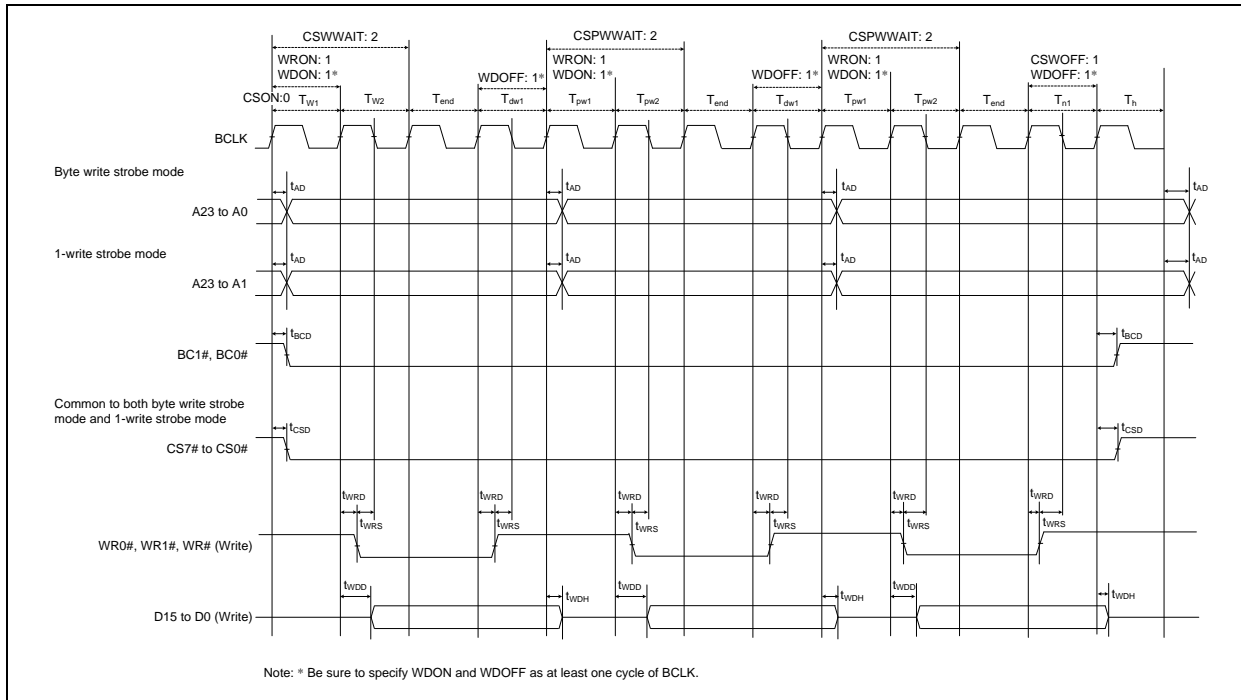 CSWWAIT: 2
CSPWWAIT: 2
CSPWWAIT: 2
WRON: 1
WDON: 1*
WDOFF: 1*
WRON: 1
WDON: 1*
WDOFF: 1*
WRON: 1
WDON: 1*
CSWOFF: 1
WDOFF: 1*
CSON:0
TW1
TW2
Tend
Tdw1
Tpw1
Tpw2
Tend
Tdw1
Tpw1
Tpw2
Tend
Tn1
Th
BCLK
Byte write strobe mode
tAD
tAD
tAD
tAD
A23 to A0
1-write strobe mode
tAD
tAD
tAD
tAD
A23 to A1
tBCD
tBCD
BC1#, BC0#
Common to both byte write strobe
mode and 1-write strobe mode
tCSD
tCSD
CS7# to CS0#
tWRD
tWRD
tWRD
tWRD
tWRD
tWRD
tWRS
tWRS
tWRS
tWRS
tWRS
tWRS
WR0#, WR1#, WR# (Write)
tWDD
tWDH
tWDD
tWDH
tWDD
tWDH
D15 to D0 (Write)
Note: * Be sure to specify WDON and WDOFF as at least one cycle of BCLK.